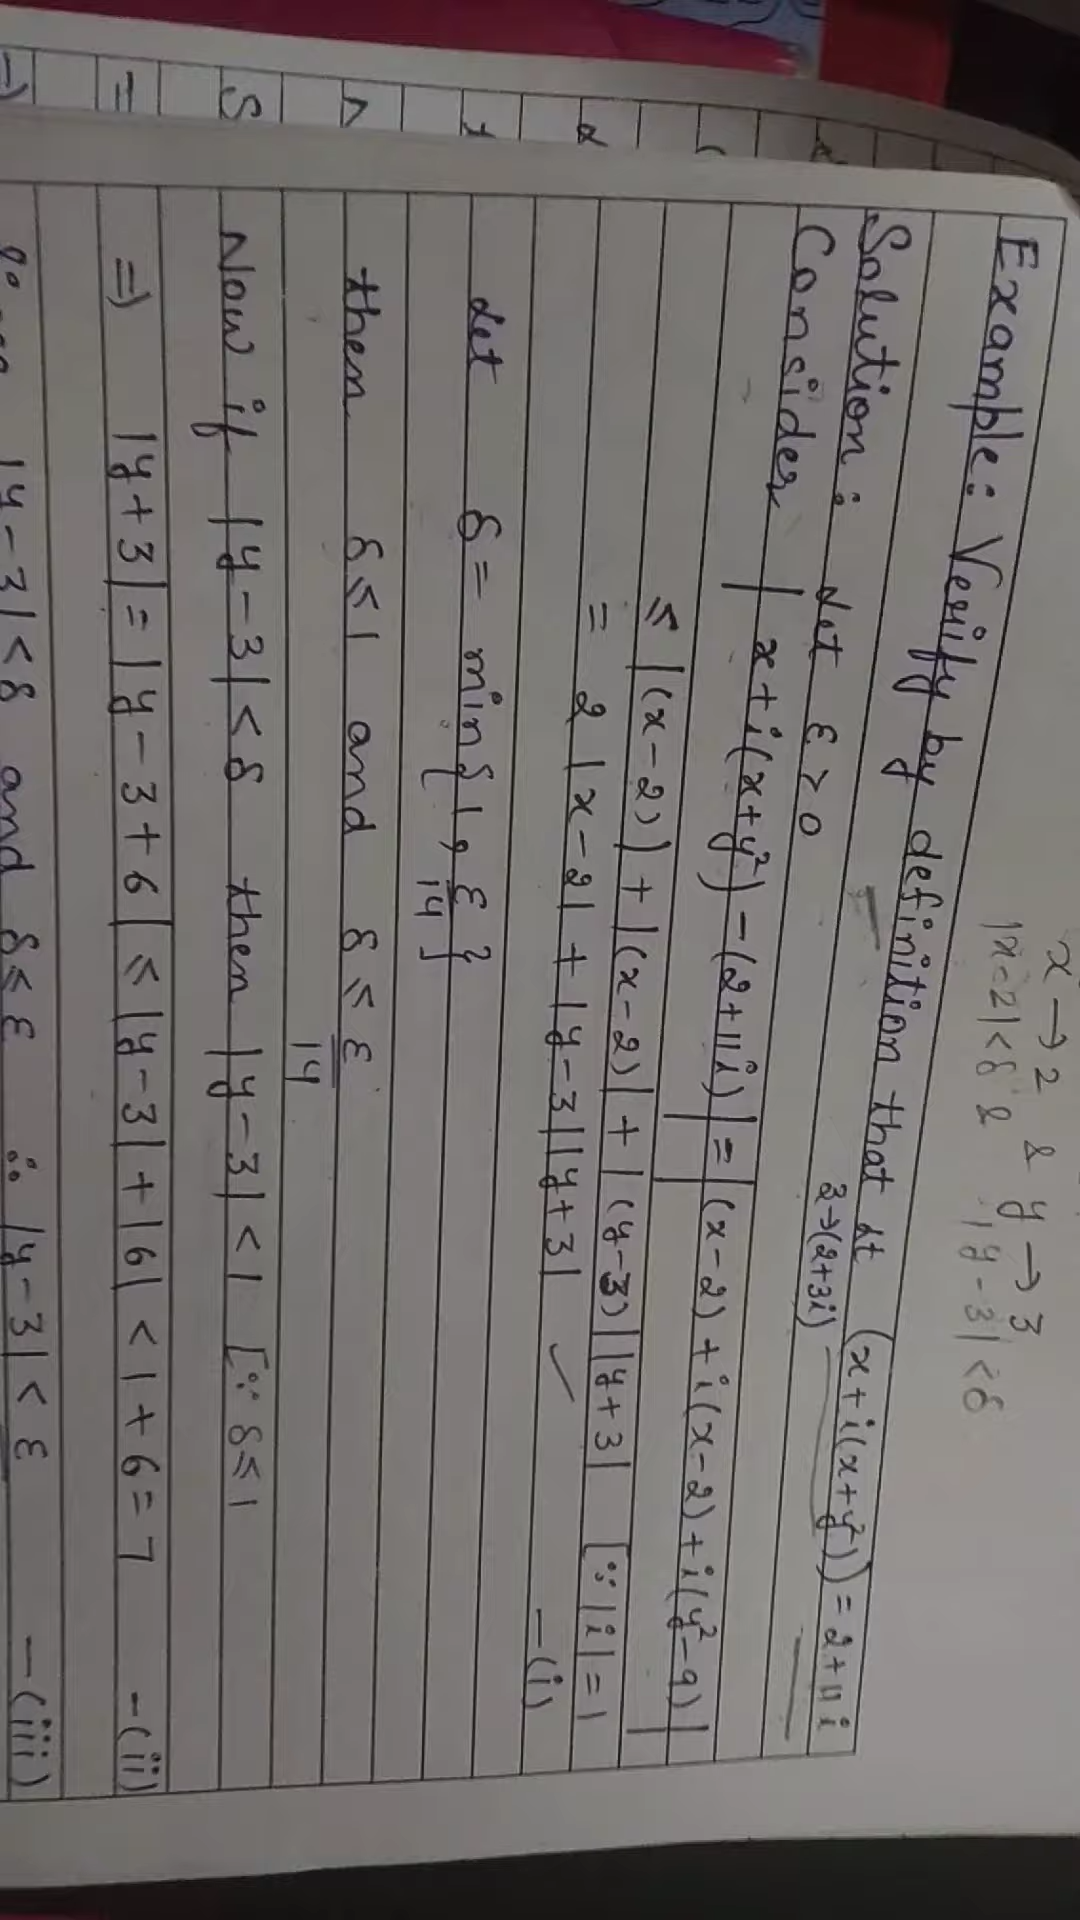 x → 2 & y → 3
|x-2| < δ & |y-3| < δ
Example: Verify by definition that lt (x+i(x+y²)) = 2+11i
z→(2+3i)
Solution: Let ε > 0
Consider | x+i(x+y²) - (2+11i) | = | (x-2) + i(x-2) + i(y²-9) |
≤ |(x-2)| + |(x-2)| + |(y-3)||y+3| [∵ |i| = 1
= 2|x-2| + |y-3||y+3| ✓ -(i)
Let δ = min{1, ε/14}
then δ ≤ 1 and δ ≤ ε/14
Now if |y-3| < δ then |y-3| < 1 [∵ δ ≤ 1
⇒ |y+3| = |y-3+6| ≤ |y-3| + |6| < 1+6 = 7 -(ii)
|y-3| < δ and δ ≤ ε ∴ |y-3| < ε -(iii)